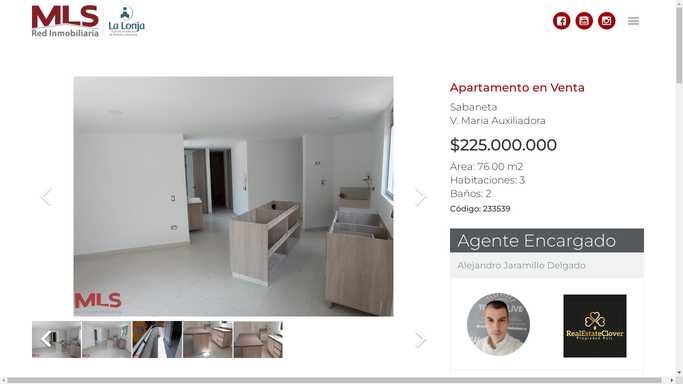 MLS
Red Inmobiliaria
La Lonja
Apartamento en Venta
Sabaneta
V. Maria Auxiliadora
$225.000.000
Área: 76.00 m2
Habitaciones: 3
Baños: 2
Código: 233539
Agente Encargado
Alejandro Jaramillo Delgado
MLS
RealEstateClover